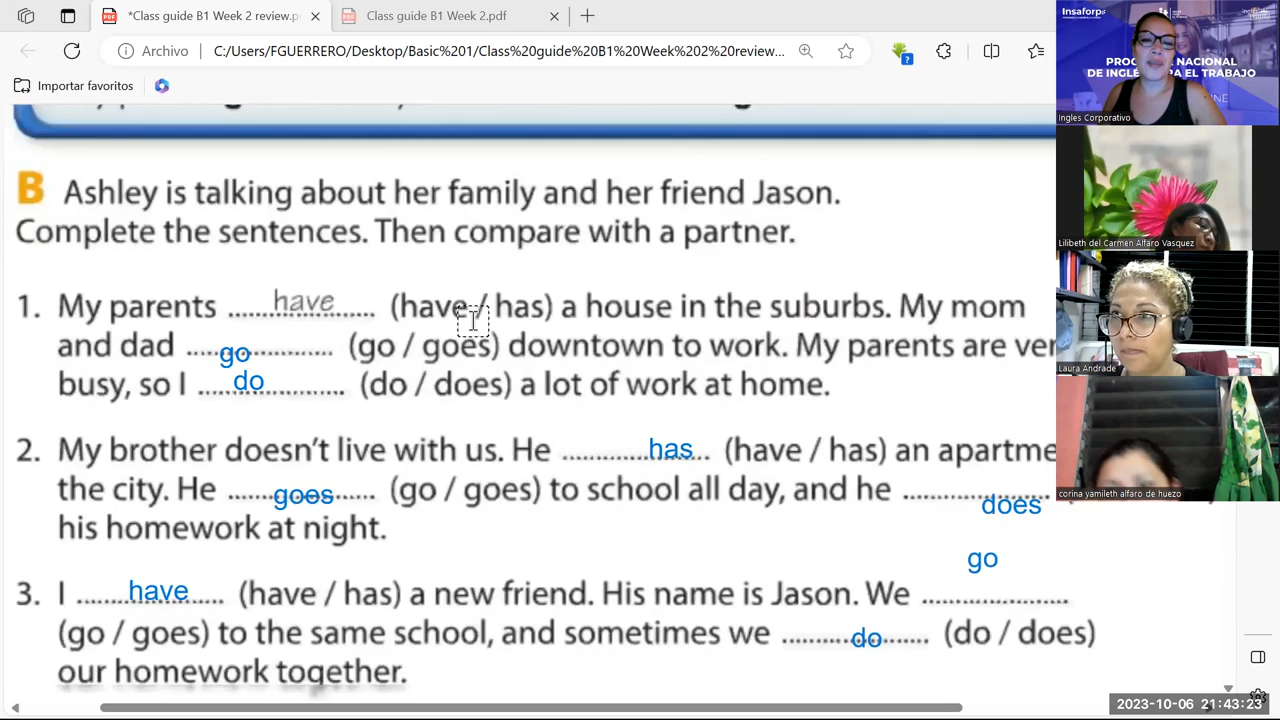 *Class guide B1 Week 2 review.p
Class guide B1 Week 2.pdf
Archivo
C:/Users/FGUERRERO/Desktop/Basic%201/Class%20guide%20B1%20Week%202%20review...
Importar favoritos
B Ashley is talking about her family and her friend Jason.
Complete the sentences. Then compare with a partner.
1. My parents have (have / has) a house in the suburbs. My mom
and dad go (go / goes) downtown to work. My parents are ver
busy, so I do (do / does) a lot of work at home.
2. My brother doesn't live with us. He has (have / has) an apartme
the city. He goes (go / goes) to school all day, and he does
his homework at night.
3. I have (have / has) a new friend. His name is Jason. We go
(go / goes) to the same school, and sometimes we do (do / does)
our homework together.
Insaforp
PRO NACIONAL
DE INGLÉ PA EL TRABAJO
INE
Ingles Corporativo
Lilibeth del Carmen Alfaro Vasquez
Laura Andrade
corina yamileth alfaro de huezo
2023-10-06 21:43:23